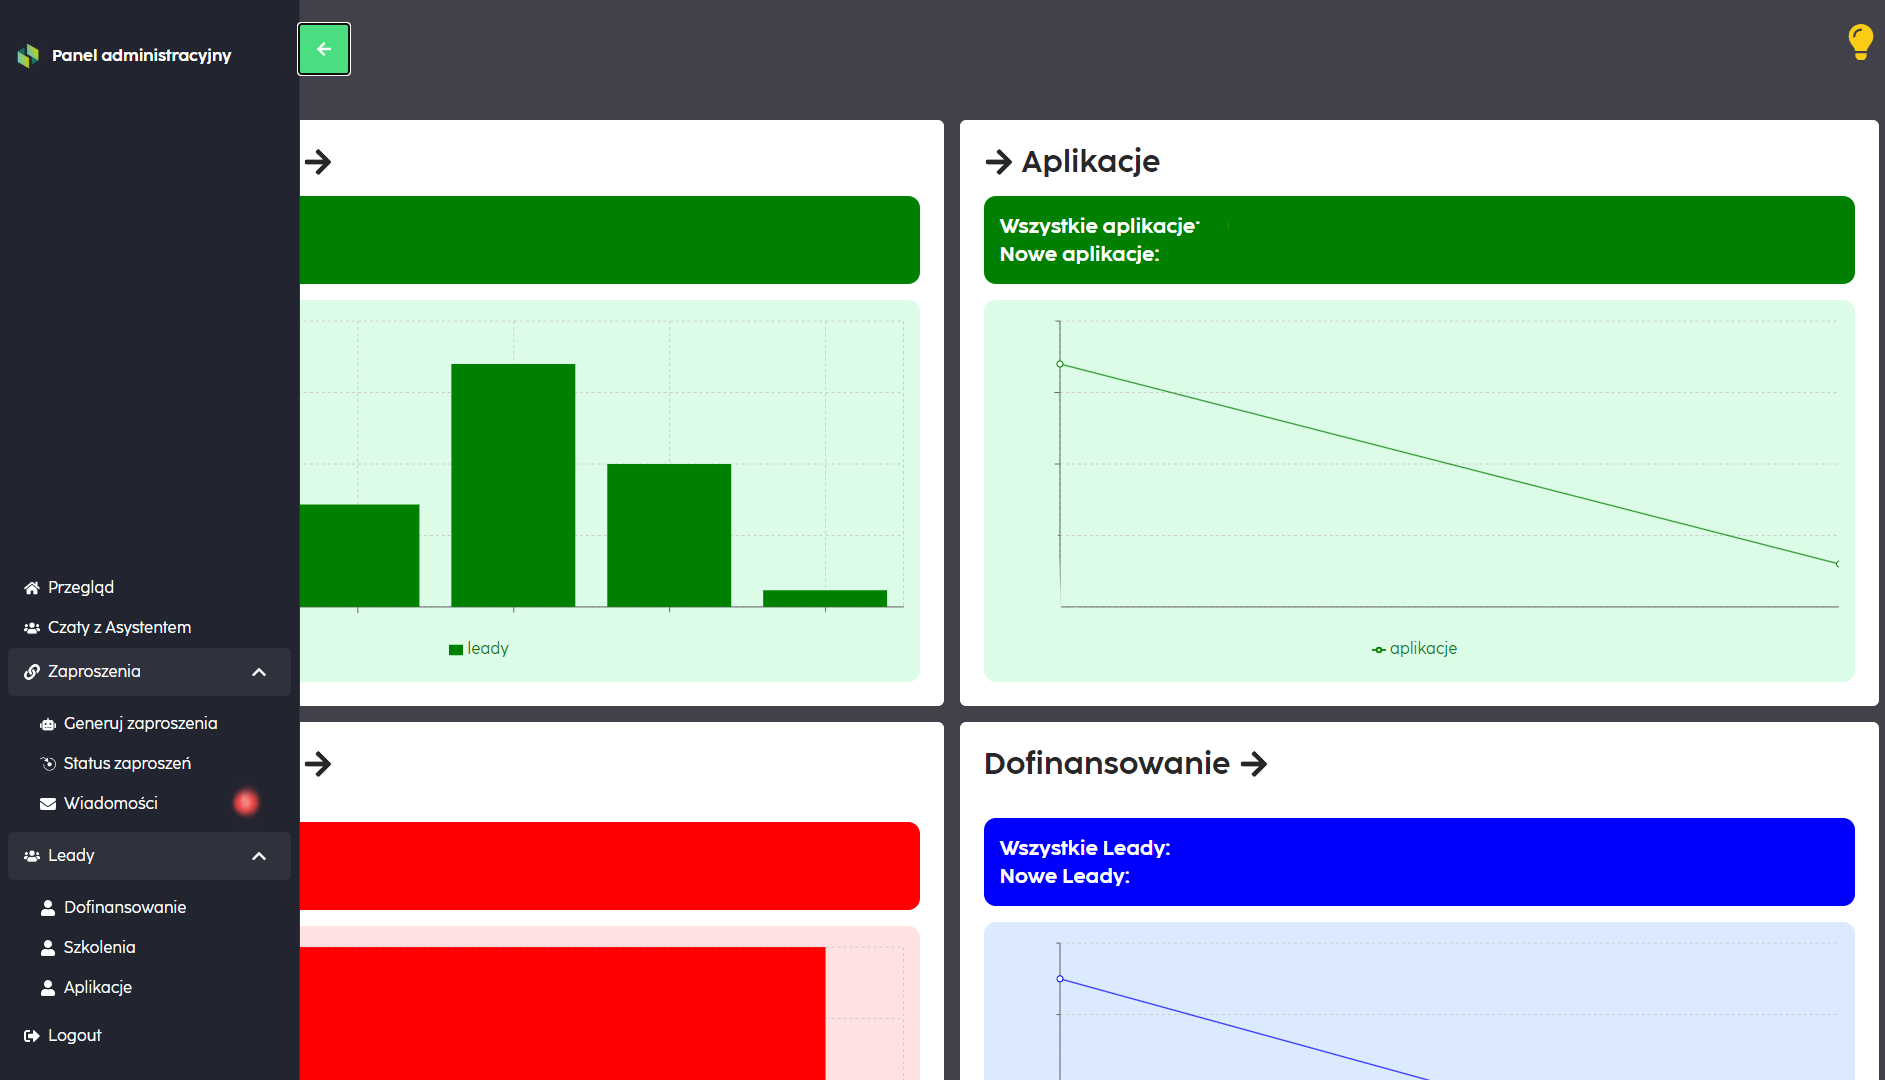 Panel administracyjny
Przegląd
Czaty z Asystentem
Zaproszenia
Generuj zaproszenia
Status zaproszeń
Wiadomości
Leady
Dofinansowanie
Szkolenia
Aplikacje
Logout
leady
Aplikacje
Wszystkie aplikacje:
Nowe aplikacje:
aplikacje
Dofinansowanie
Wszystkie Leady:
Nowe Leady: